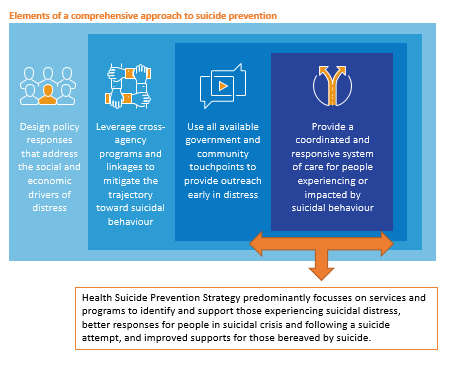 Elements of a comprehensive approach to suicide prevention
Design policy
responses
that address
the social and
economic
drivers of
distress
Leverage cross-
agency
programs and
linkages to
mitigate the
trajectory
toward suicidal
behaviour
Use all available
government and
community
touchpoints to
provide outreach
early in distress
Provide a
coordinated and
responsive system
of care for people
experiencing or
impacted by
suicidal behaviour
Health Suicide Prevention Strategy predominantly focusses on services and
programs to identify and support those experiencing suicidal distress,
better responses for people in suicidal crisis and following a suicide
attempt, and improved supports for those bereaved by suicide.